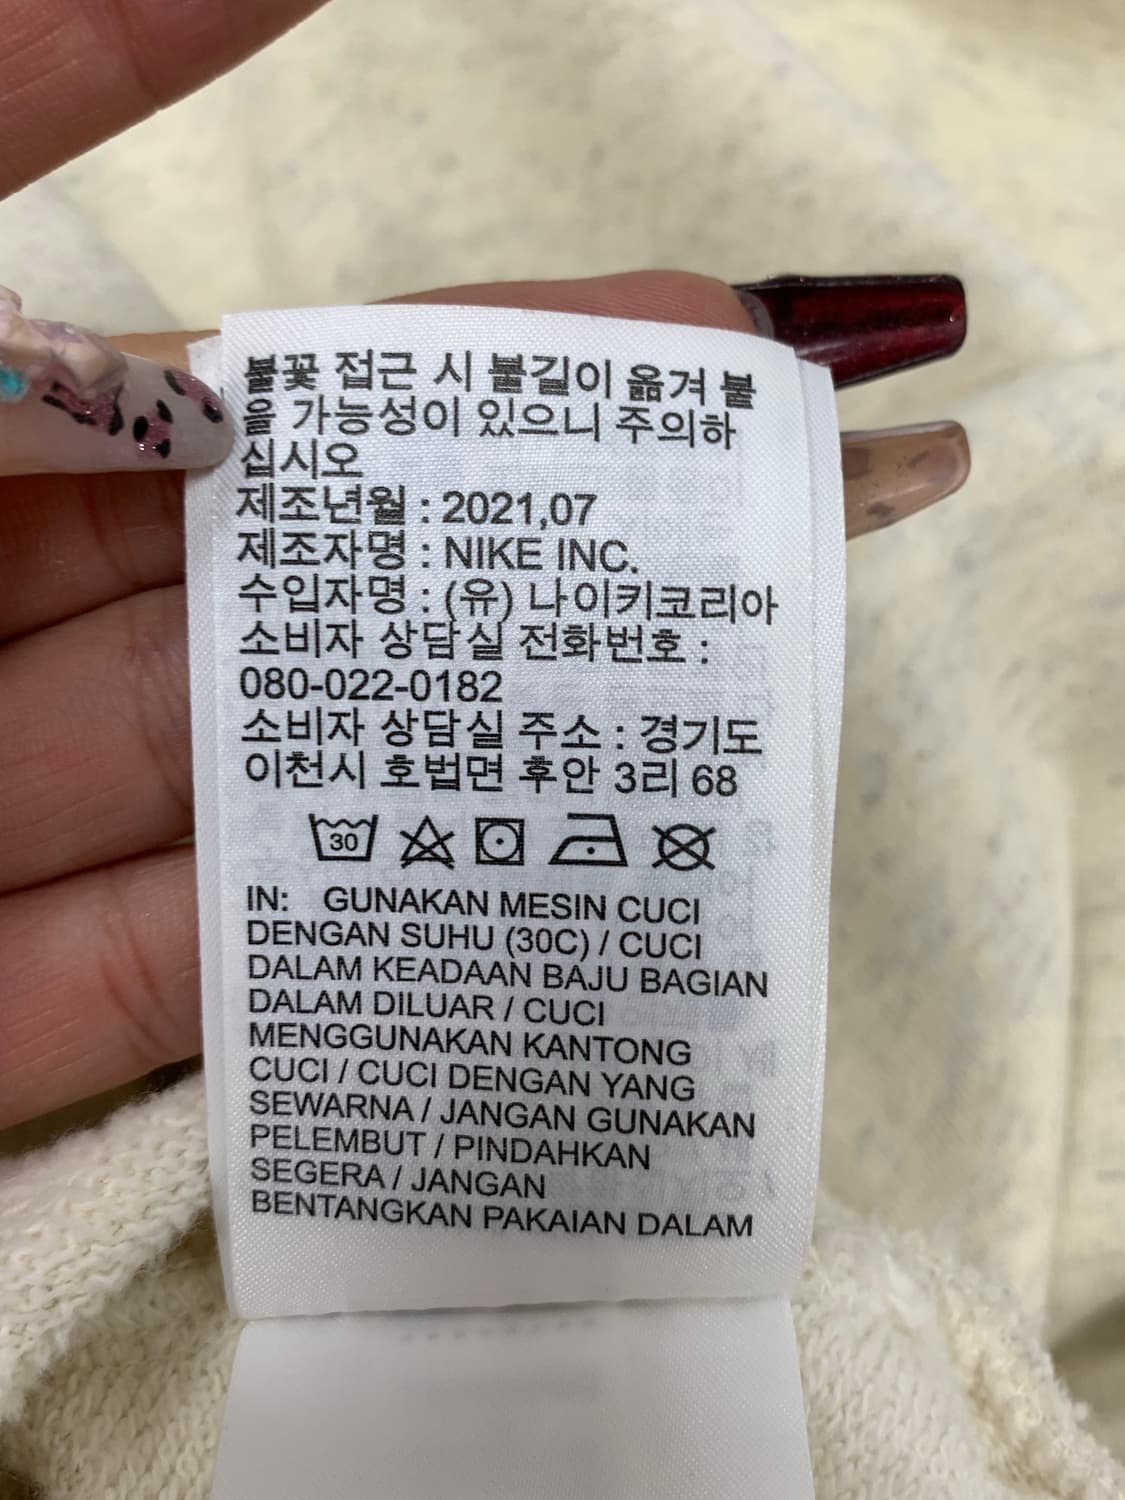 불꽃 접근 시 불길이 옮겨 붙
을 가능성이 있으니 주의하
십시오
제조년월 : 2021,07
제조자명 : NIKE INC.
수입자명 : (유) 나이키코리아
소비자 상담실 전화번호 :
080-022-0182
소비자 상담실 주소 : 경기도
이천시 호법면 후안 3리 68
30
IN: GUNAKAN MESIN CUCI
DENGAN SUHU (30C) / CUCI
DALAM KEADAAN BAJU BAGIAN
DALAM DILUAR / CUCI
MENGGUNAKAN KANTONG
CUCI / CUCI DENGAN YANG
SEWARNA / JANGAN GUNAKAN
PELEMBUT / PINDAHKAN
SEGERA / JANGAN
BENTANGKAN PAKAIAN DALAM